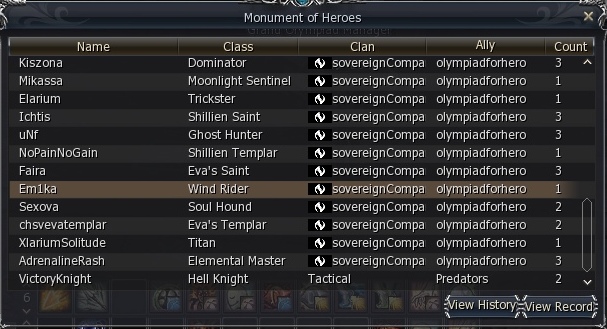 Monument of Heroes
Grand Olympiad Manager
Name Class Clan Ally Count
Kiszona Dominator sovereignCompa olympiadforhero 3
Mikassa Moonlight Sentinel sovereignCompa olympiadforhero 1
Elarium Trickster sovereignCompa olympiadforhero 1
Ichtis Shillien Saint sovereignCompa olympiadforhero 3
uNf Ghost Hunter sovereignCompa olympiadforhero 3
NoPainNoGain Shillien Templar sovereignCompa olympiadforhero 1
Faira Eva's Saint sovereignCompa olympiadforhero 3
Em1ka Wind Rider sovereignCompa olympiadforhero 1
Sexova Soul Hound sovereignCompa olympiadforhero 2
chsvevatemplar Eva's Templar sovereignCompa olympiadforhero 2
XlariumSolitude Titan sovereignCompa olympiadforhero 1
AdrenalineRash Elemental Master sovereignCompa olympiadforhero 3
VictoryKnight Hell Knight Tactical Predators 2
6
View History View Record